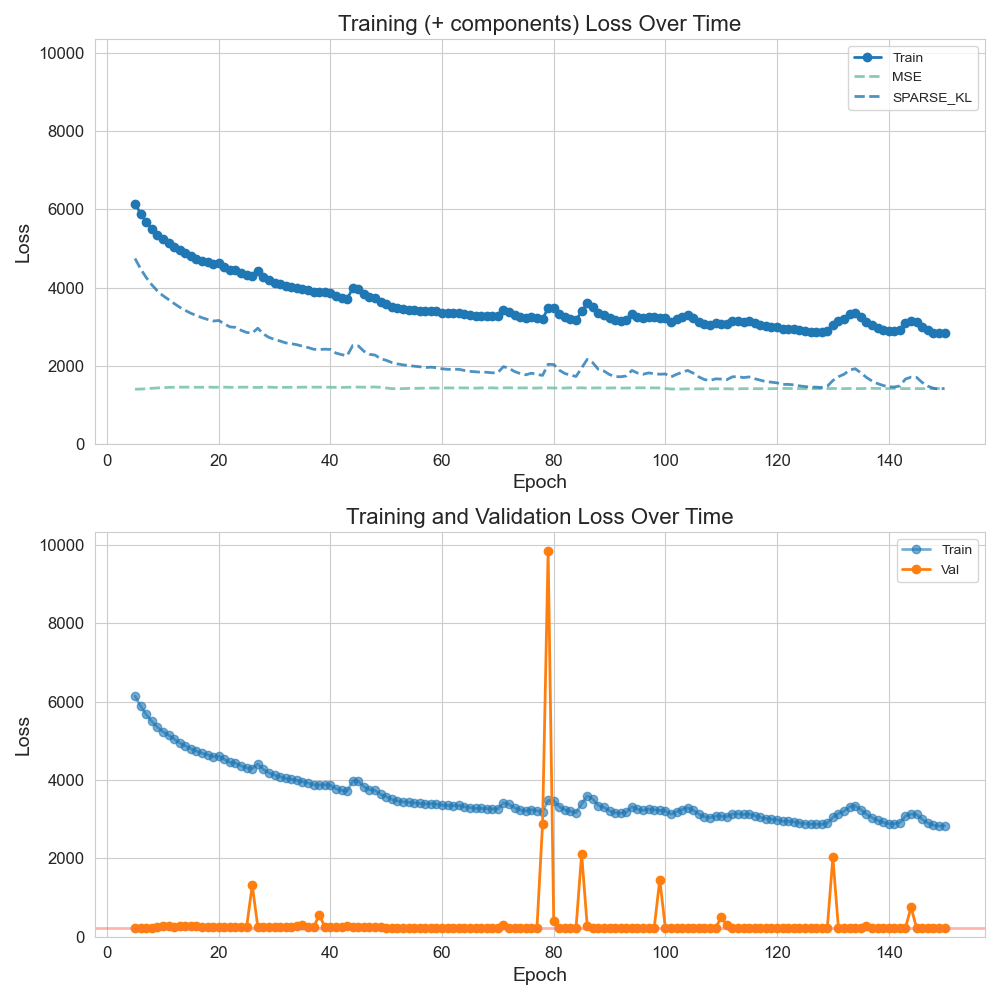 Training (+ components) Loss Over Time
Loss
10000
8000
6000
4000
2000
0
Train
MSE
SPARSE_KL
0 20 40 60 80 100 120 140
Epoch
Training and Validation Loss Over Time
Loss
10000
8000
6000
4000
2000
0
Train
Val
0 20 40 60 80 100 120 140
Epoch